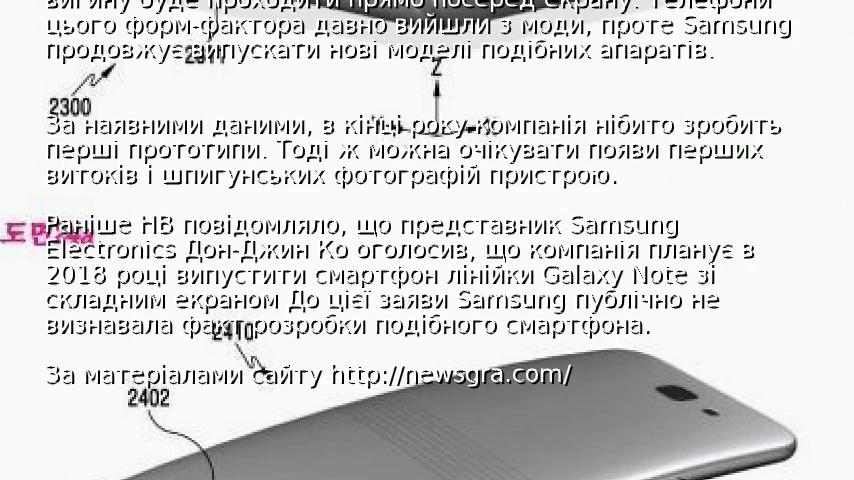 вигину буде проходити прямо посеред екрану. Телефони
цього форм-фактора давно вийшли з моди, проте Samsung
продовжує випускати нові моделі подібних апаратів.
Z
2300
За наявними даними, в кінці року компанія нібито зробить
перші прототипи. Тоді ж можна очікувати появи перших
витоків і шпигунських фотографій пристрою.
도면
Раніше НВ повідомляло, що представник Samsung
Electronics Дон-Джин Ко оголосив, що компанія планує в
2018 році випустити смартфон лінійки Galaxy Note зі
складним екраном До цієї заяви Samsung публічно не
визнавала факт розробки подібного смартфона.
2410
За матеріалами сайту http://newsgra.com/
2402